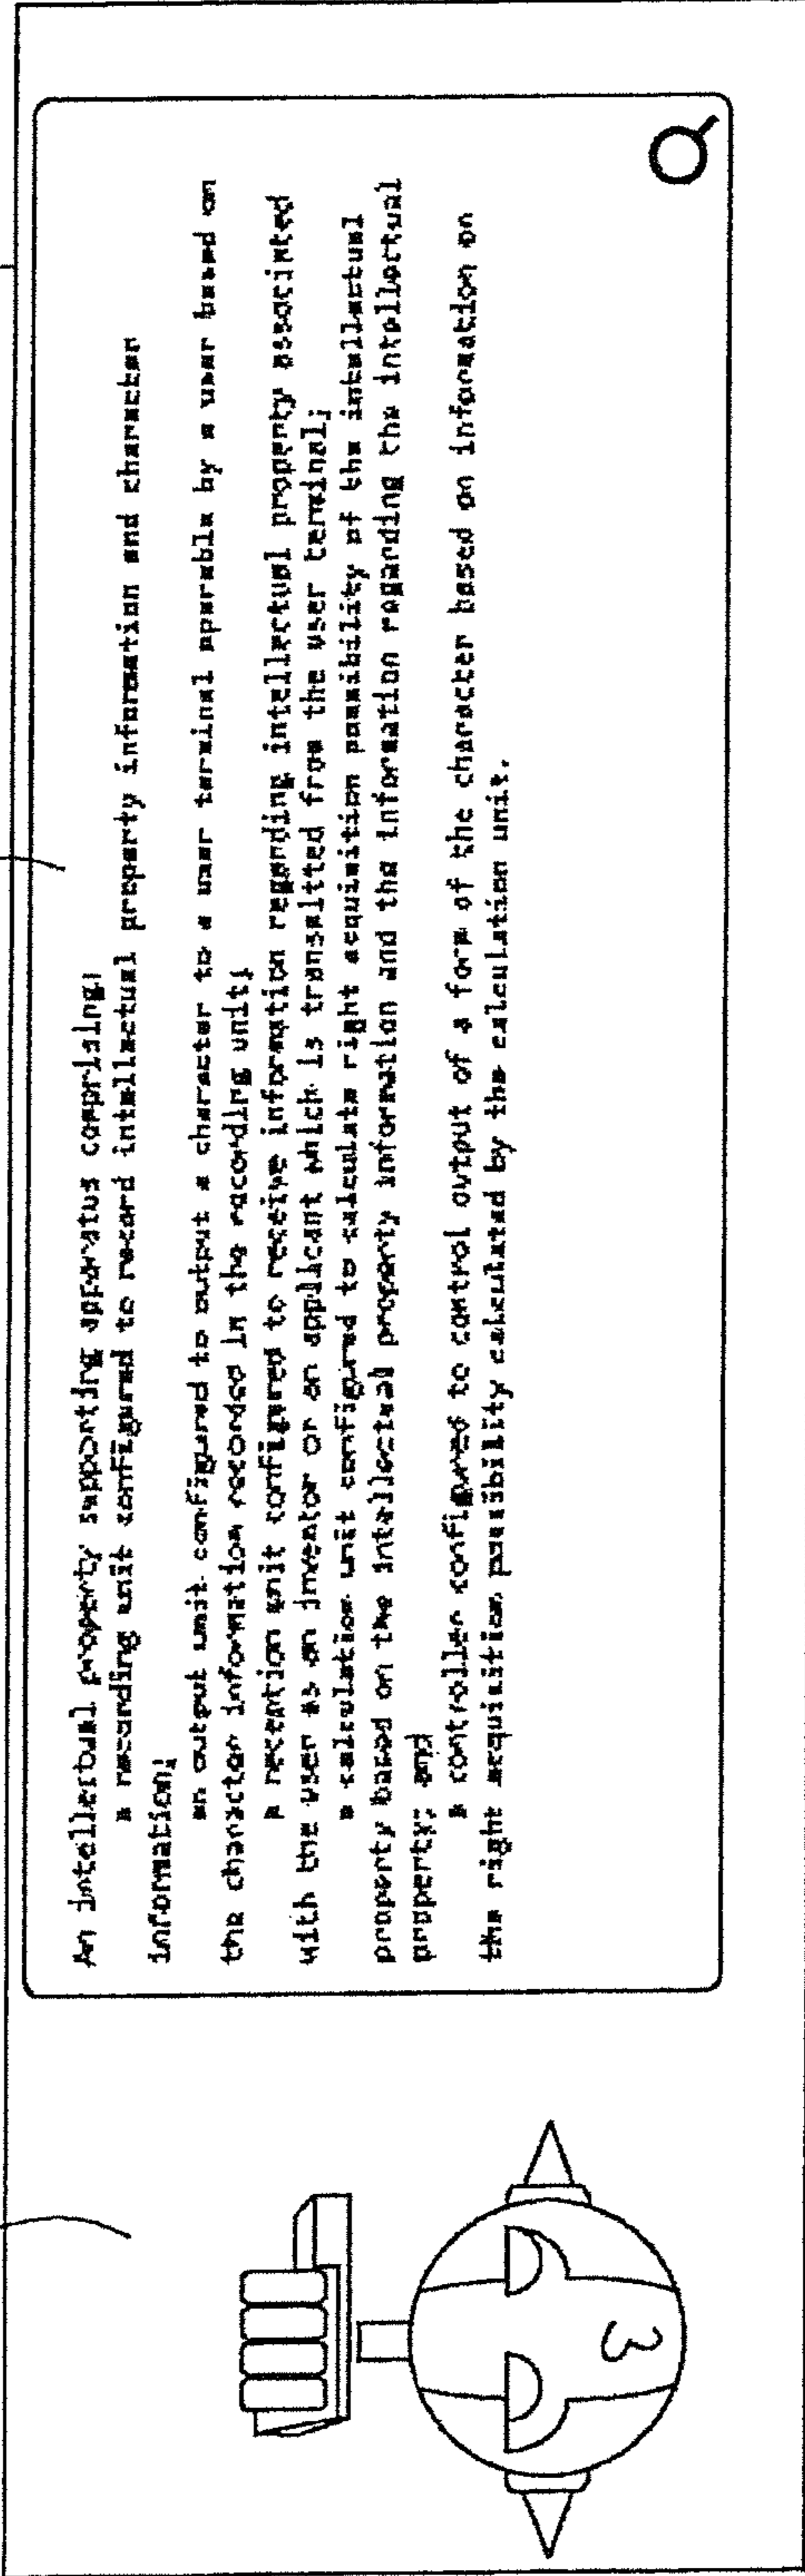 An intellectual property supporting apparatus comprising:
a recording unit configured to record intellectual property information and character
information;
an output unit configured to output a character to a user terminal operable by a user based on
the character information recorded in the recording unit;
a reception unit configured to receive information regarding intellectual property associated
with the user as an inventor or an applicant which is transmitted from the user terminal;
a calculation unit configured to calculate right acquisition possibility of the intellectual
property based on the intellectual property information and the information regarding the intellectual
property; and
a controller configured to control output of a form of the character based on information on
the right acquisition possibility calculated by the calculation unit.